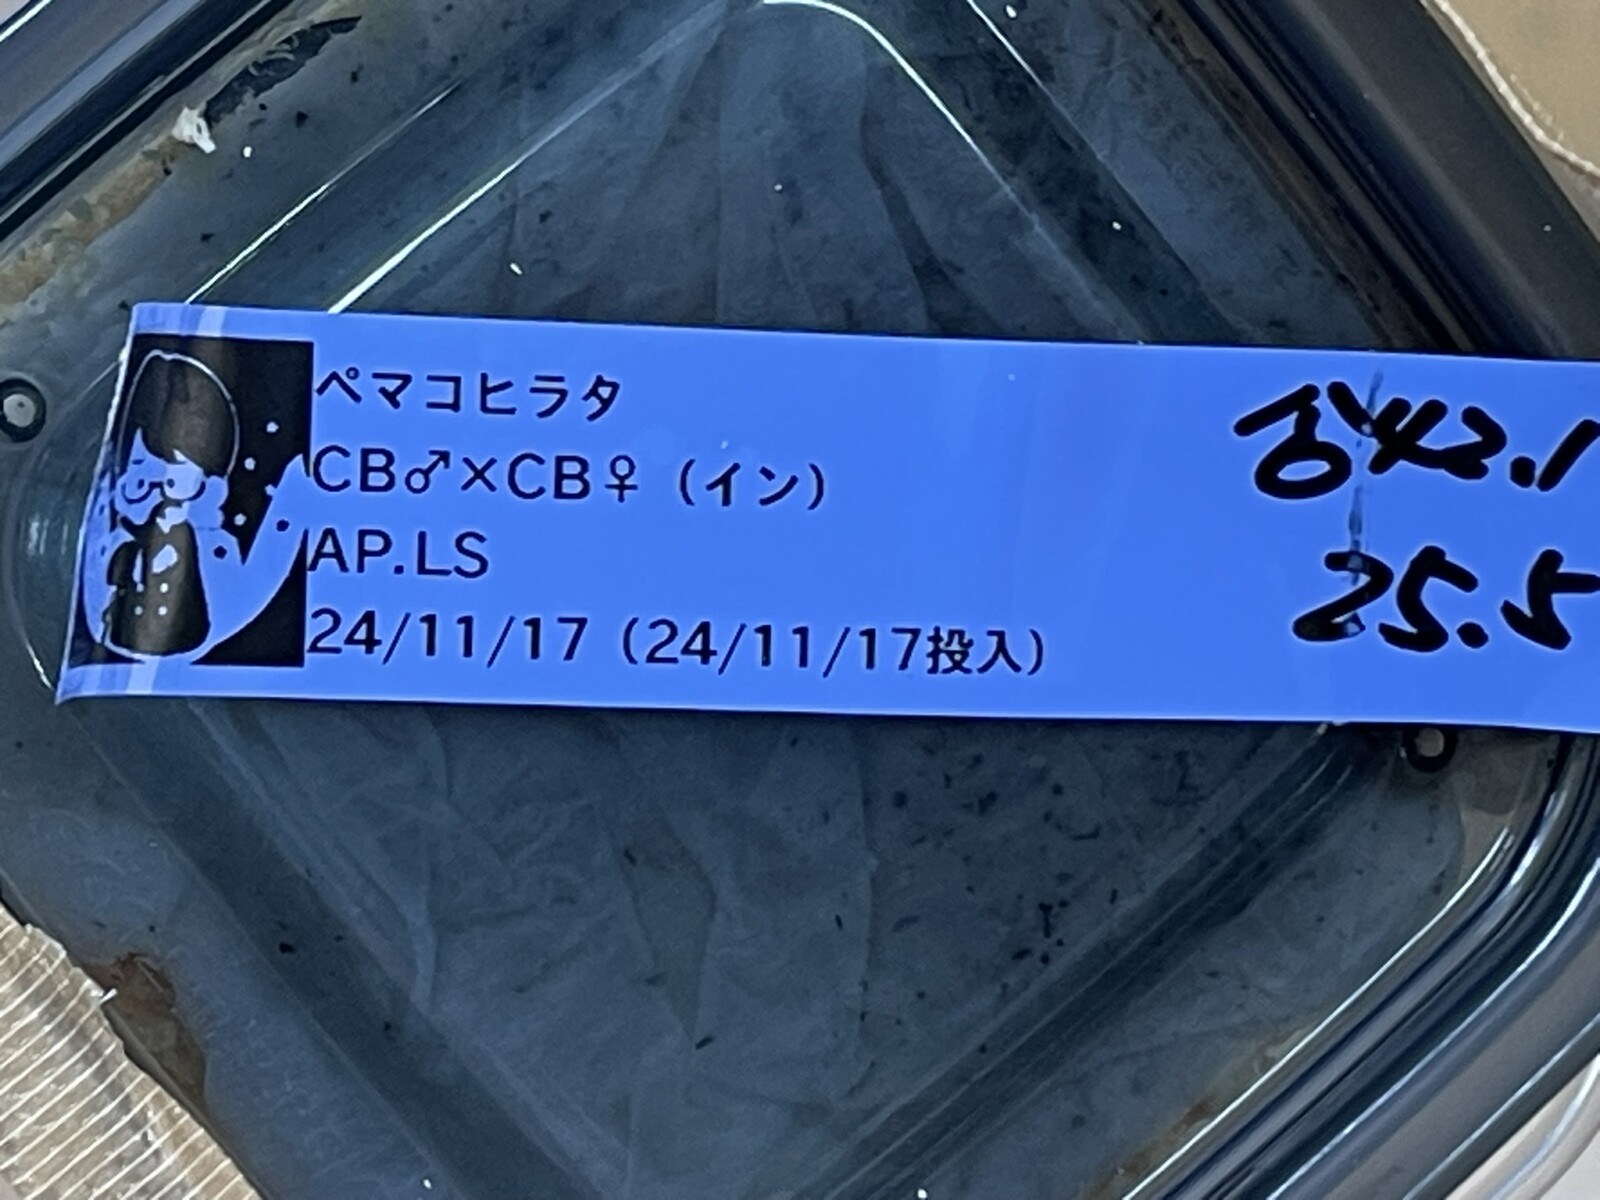 ペマコヒラタ
CB♂×CB♀（イン）
AP.LS
24/11/17（24/11/17投入）
♂42.1
25.5